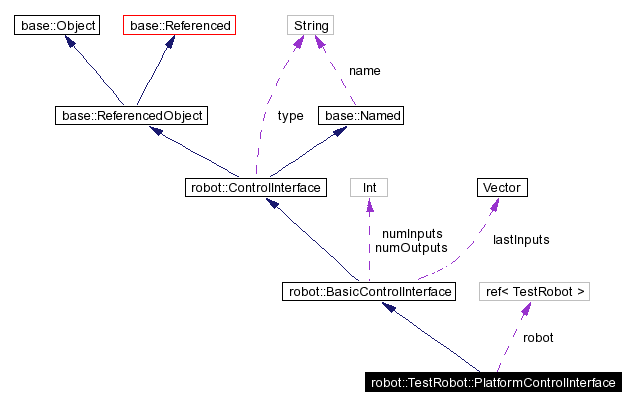 base::Object
base::Referenced
String
name
base::ReferencedObject
type
base::Named
robot::ControlInterface
Int
Vector
numInputs
numOutputs
lastInputs
robot::BasicControlInterface
ref< TestRobot >
robot
robot::TestRobot::PlatformControlInterface